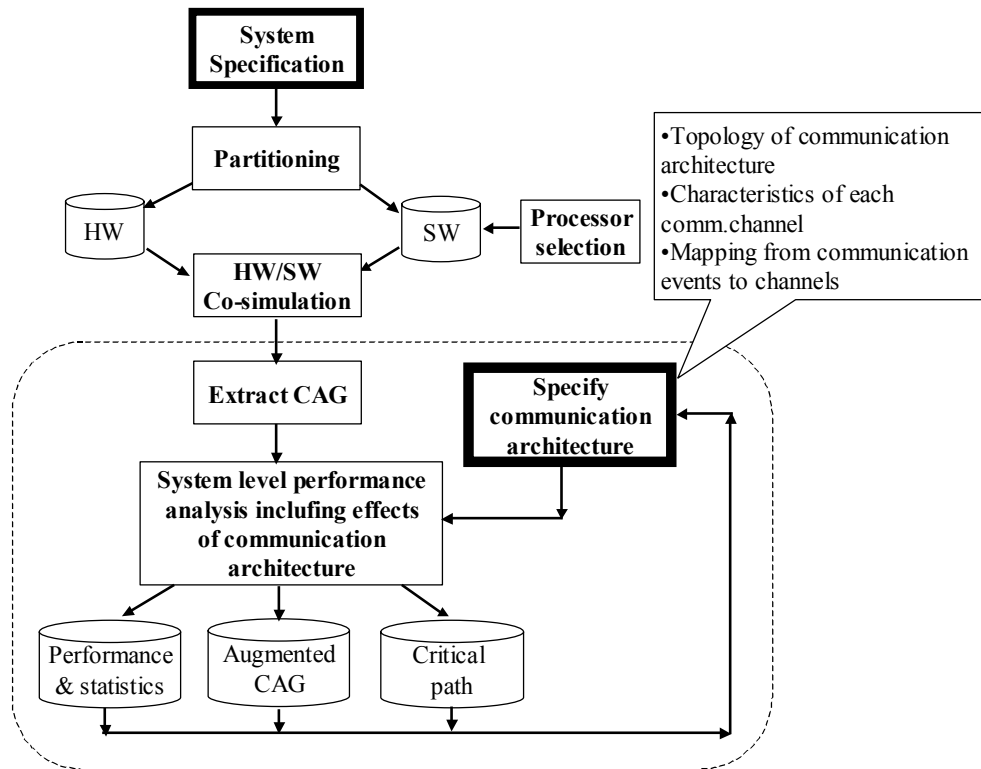 System
Specification
Partitioning
HW
SW
Processor
selection
HW/SW
Co-simulation
•Topology of communication
architecture
•Characteristics of each
comm.channel
•Mapping from communication
events to channels
Extract CAG
Specify
communication
architecture
System level performance
analysis inclufing effects
of communication
architecture
Performance
& statistics
Augmented
CAG
Critical
path